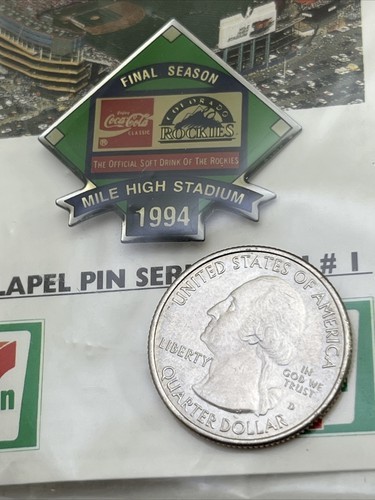 FINAL SEASON
Enjoy
Coca-Cola
CLASSIC
COLORADO
ROCKIES
THE OFFICIAL SOFT DRINK OF THE ROCKIES
MILE HIGH STADIUM
1994
LAPEL PIN SER
# 1
UNITED STATES OF AMERICA
LIBERTY
IN
GOD WE
TRUST
D
QUARTER DOLLAR